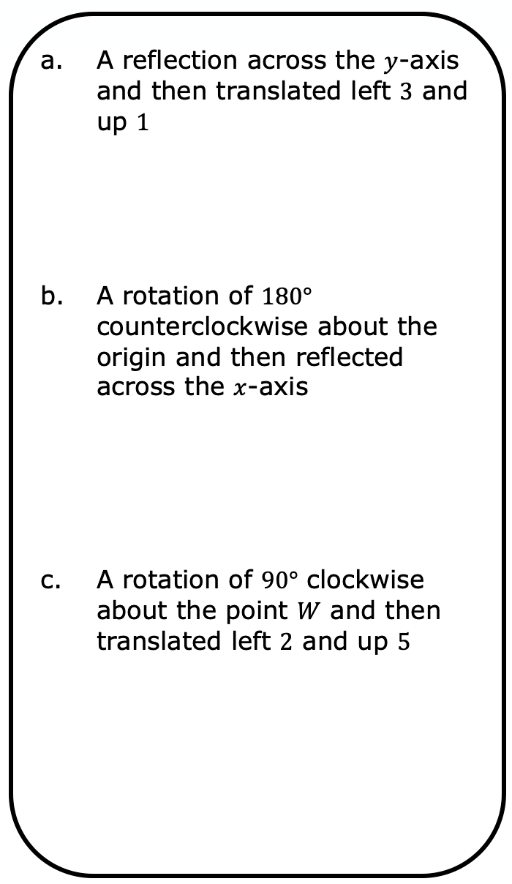 a. A reflection across the y-axis
and then translated left 3 and
up 1
b. A rotation of 180°
counterclockwise about the
origin and then reflected
across the x-axis
c. A rotation of 90° clockwise
about the point W and then
translated left 2 and up 5